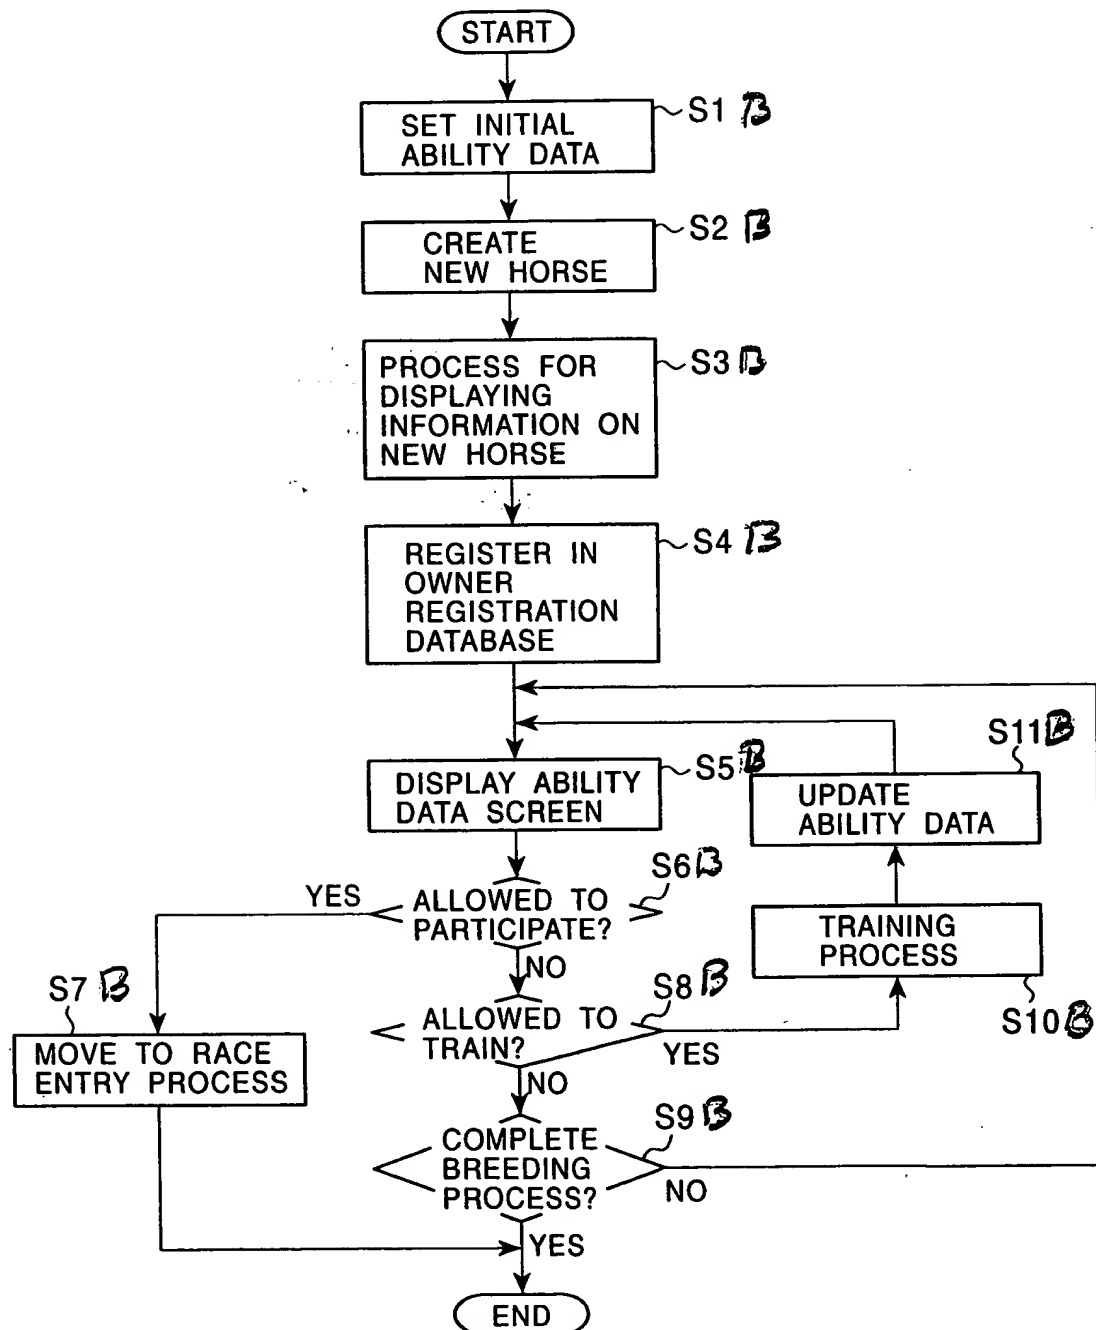 START
S1 B
SET INITIAL
ABILITY DATA
S2 B
CREATE
NEW HORSE
S3 B
PROCESS FOR
DISPLAYING
INFORMATION ON
NEW HORSE
S4 B
REGISTER IN
OWNER
REGISTRATION
DATABASE
S5 B
DISPLAY ABILITY
DATA SCREEN
S11 B
UPDATE
ABILITY DATA
S6 B
YES
ALLOWED TO
PARTICIPATE?
NO
TRAINING
PROCESS
S10 B
S7 B
MOVE TO RACE
ENTRY PROCESS
S8 B
ALLOWED TO
TRAIN?
YES
NO
S9 B
COMPLETE
BREEDING
PROCESS?
NO
YES
END